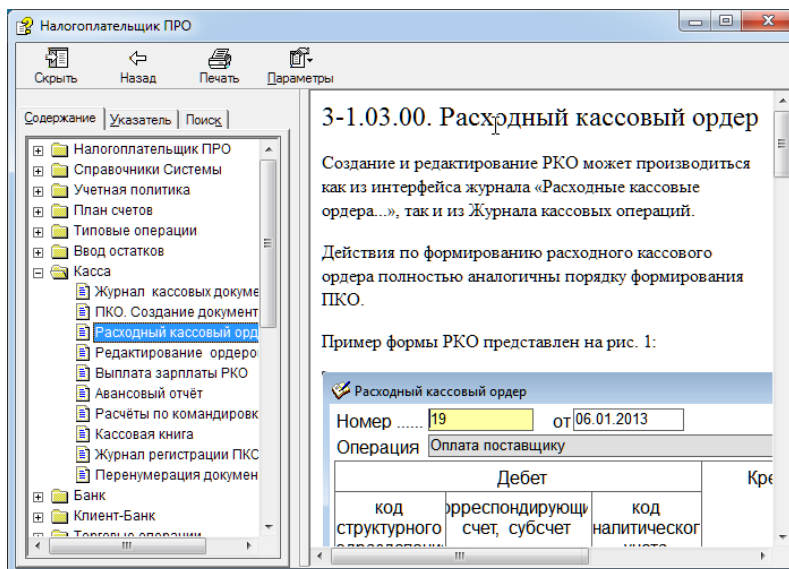 Налогоплательщик ПРО
Скрыть Назад Печать Параметры
Содержание Указатель Поиск
Налогоплательщик ПРО
Справочники Системы
Учетная политика
План счетов
Типовые операции
Ввод остатков
Касса
Журнал кассовых докуме
ПКО. Создание документ
Расходный кассовый орд
Редактирование ордеро
Выплата зарплаты РКО
Авансовый отчёт
Расчёты по командировк
Кассовая книга
Журнал регистрации ПКО
Перенумерация докумен
Банк
Клиент-Банк
Торговые операции
3-1.03.00. Расходный кассовый ордер
Создание и редактирование РКО может производиться
как из интерфейса журнала «Расходные кассовые
ордера...», так и из Журнала кассовых операций.
Действия по формированию расходного кассового
ордера полностью аналогичны порядку формирования
ПКО.
Пример формы РКО представлен на рис. 1:
Расходный кассовый ордер
Номер ...... 19 от 06.01.2013
Операция Оплата поставщику
Дебет Кре
код орреспондирующи код
структурного счет, субсчет налитическог